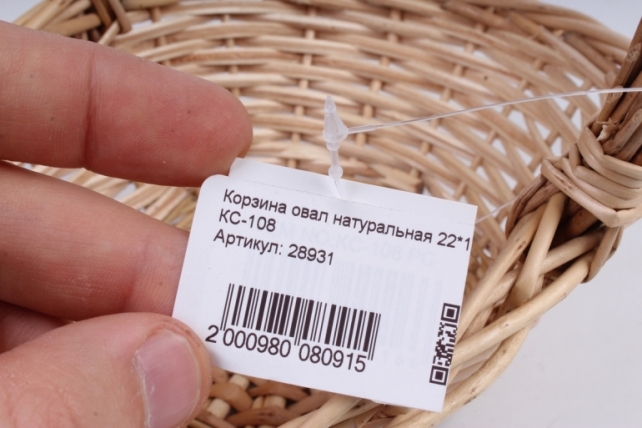 Корзина овал натуральная 22*1
КС-108
Артикул: 28931
2 000980 080915